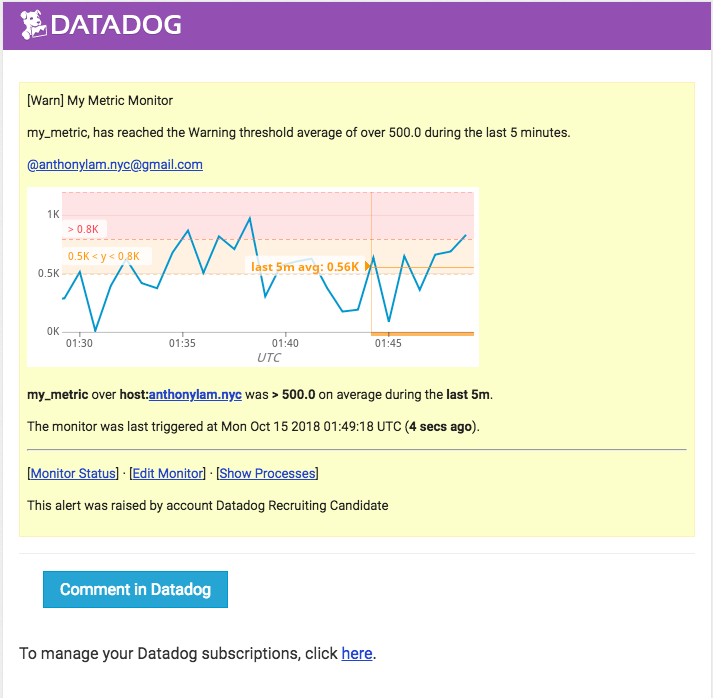 DATADOG
[Warn] My Metric Monitor
my_metric, has reached the Warning threshold average of over 500.0 during the last 5 minutes.
@anthonylam.nyc@gmail.com
1K
> 0.8K
0.5K < y < 0.8K
last 5m avg: 0.56K
0.5K
0K
01:30 01:35 01:40 01:45
UTC
my_metric over host:anthonylam.nyc was > 500.0 on average during the last 5m.
The monitor was last triggered at Mon Oct 15 2018 01:49:18 UTC (4 secs ago).
[Monitor Status] · [Edit Monitor] · [Show Processes]
This alert was raised by account Datadog Recruiting Candidate
Comment in Datadog
To manage your Datadog subscriptions, click here.